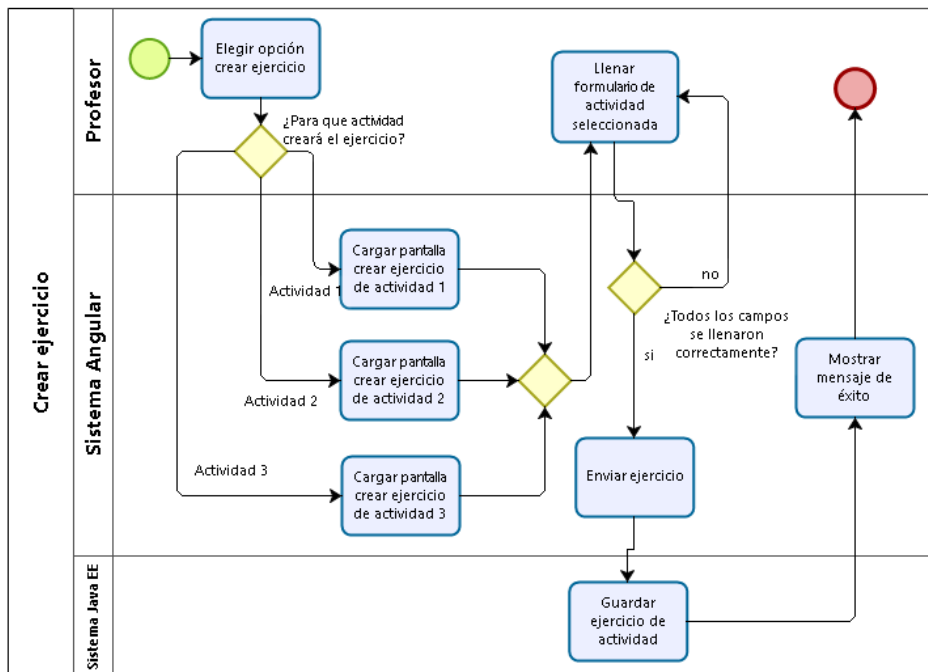 Crear ejercicio
Profesor
Elegir opción
crear ejercicio
¿Para que actividad
creará el ejercicio?
Llenar
formulario de
actividad
seleccionada
Sistema Angular
Actividad 1
Cargar pantalla
crear ejercicio
de actividad 1
Actividad 2
Cargar pantalla
crear ejercicio
de actividad 2
Actividad 3
Cargar pantalla
crear ejercicio
de actividad 3
no
¿Todos los campos
se llenaron
correctamente?
si
Enviar ejercicio
Mostrar
mensaje de
éxito
Sistema Java EE
Guardar
ejercicio de
actividad